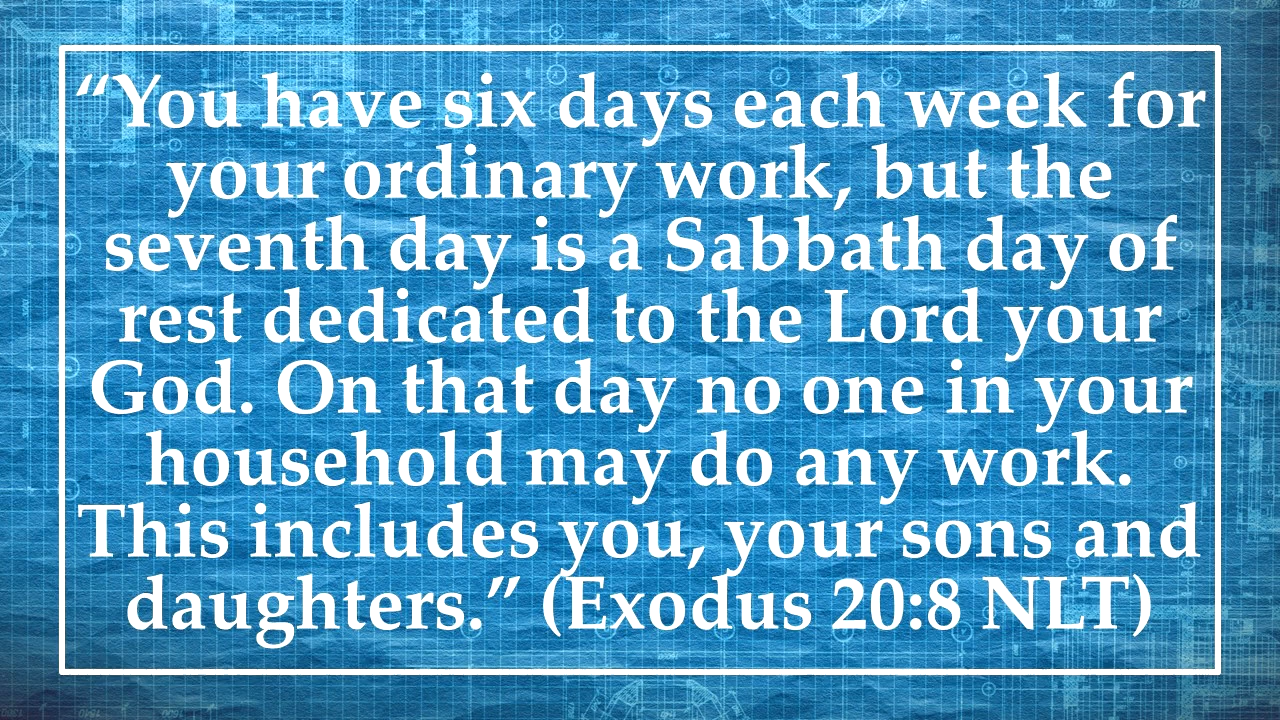 “You have six days each week for
your ordinary work, but the
seventh day is a Sabbath day of
rest dedicated to the Lord your
God. On that day no one in your
household may do any work.
This includes you, your sons and
daughters.” (Exodus 20:8 NLT)